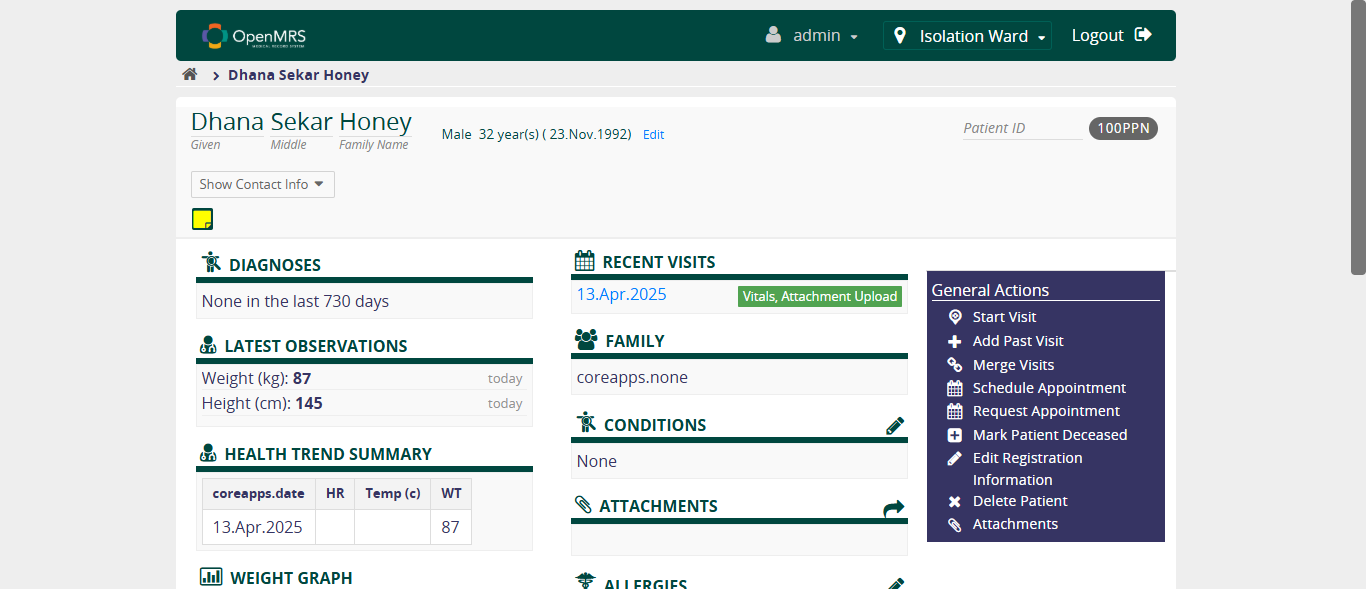 OpenMRS
MEDICAL RECORD SYSTEM
admin
Isolation Ward
Logout
Dhana Sekar Honey
Dhana Sekar Honey
Given Middle Family Name
Male 32 year(s) ( 23.Nov.1992) Edit
Patient ID 100PPN
Show Contact Info
DIAGNOSES
None in the last 730 days
LATEST OBSERVATIONS
Weight (kg): 87 today
Height (cm): 145 today
HEALTH TREND SUMMARY
coreapps.date HR Temp (c) WT
13.Apr.2025 87
WEIGHT GRAPH
RECENT VISITS
13.Apr.2025 Vitals, Attachment Upload
FAMILY
coreapps.none
CONDITIONS
None
ATTACHMENTS
ALLERGIES
General Actions
Start Visit
Add Past Visit
Merge Visits
Schedule Appointment
Request Appointment
Mark Patient Deceased
Edit Registration
Information
Delete Patient
Attachments